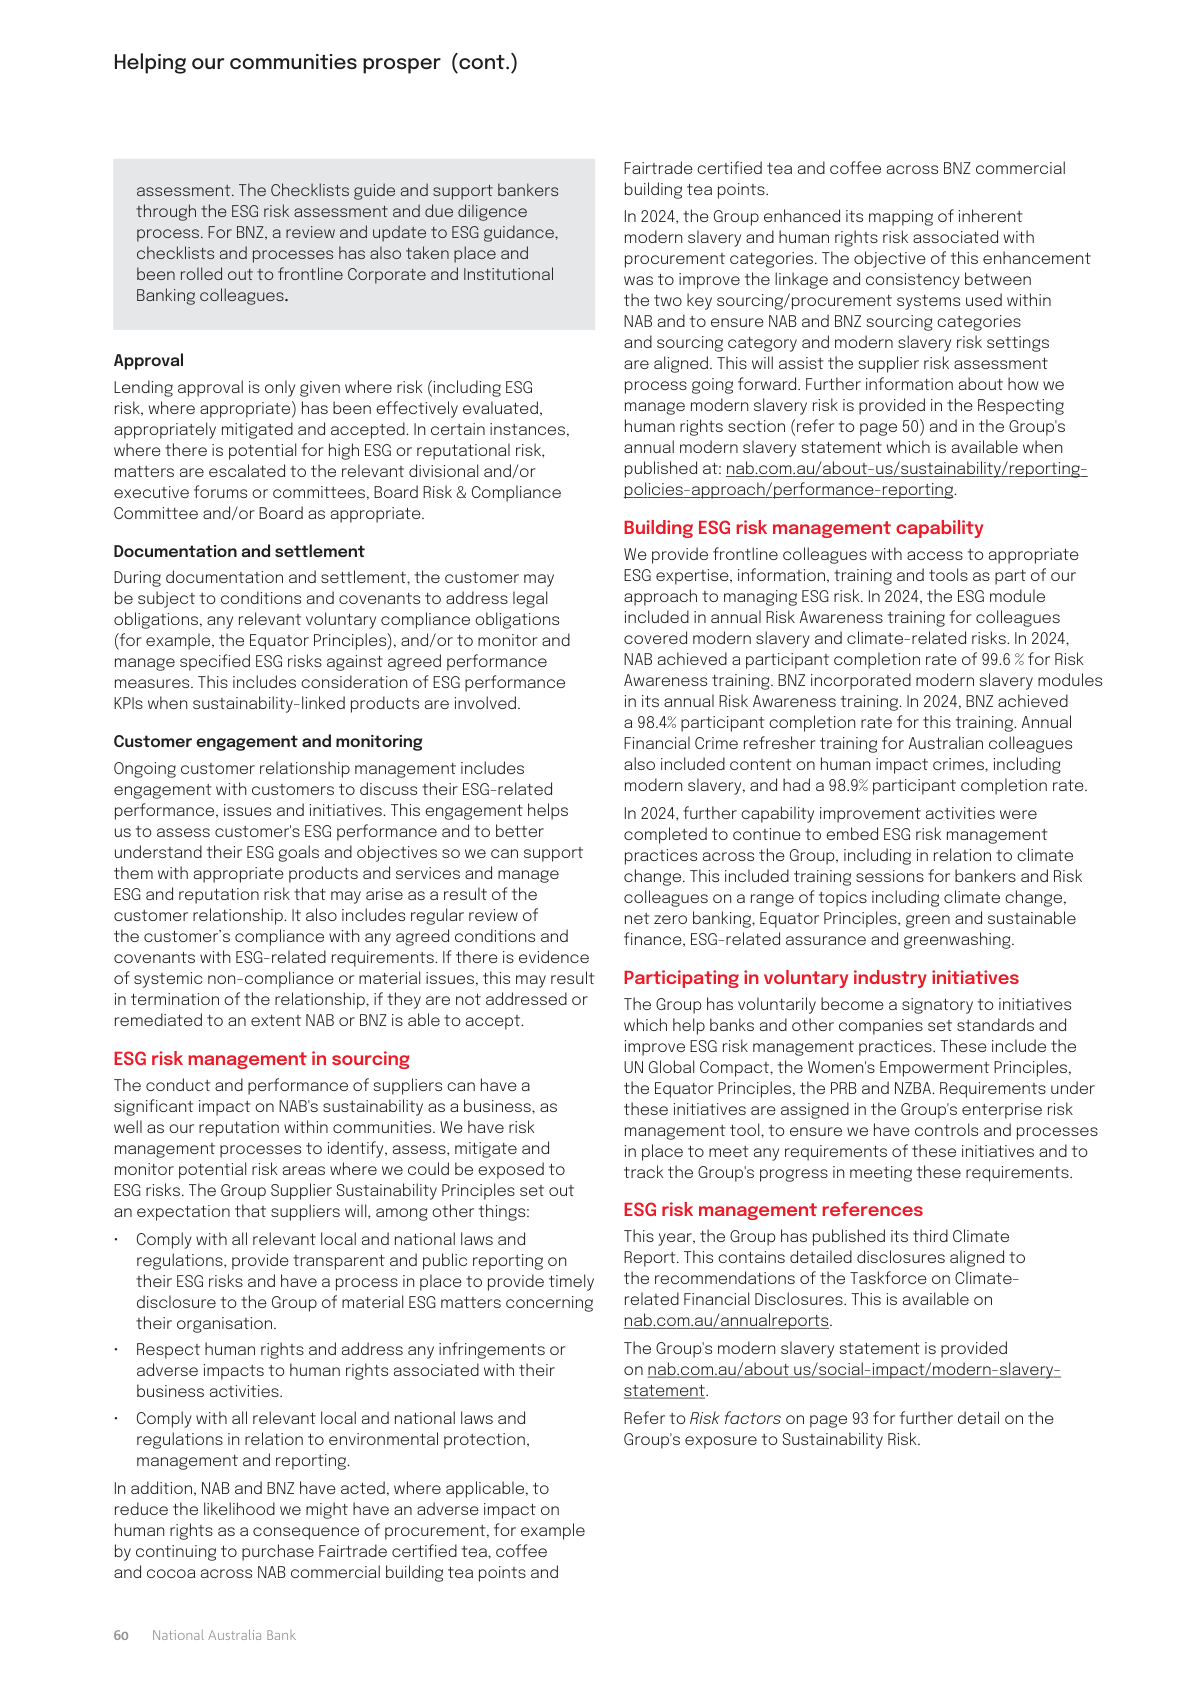 Helping our communities prosper (cont.)
assessment. The Checklists guide and support bankers
through the ESG risk assessment and due diligence
process. For BNZ, a review and update to ESG guidance,
checklists and processes has also taken place and
been rolled out to frontline Corporate and Institutional
Banking colleagues.
Approval
Lending approval is only given where risk (including ESG
risk, where appropriate) has been effectively evaluated,
appropriately mitigated and accepted. In certain instances,
where there is potential for high ESG or reputational risk,
matters are escalated to the relevant divisional and/or
executive forums or committees, Board Risk & Compliance
Committee and/or Board as appropriate.
Documentation and settlement
During documentation and settlement, the customer may
be subject to conditions and covenants to address legal
obligations, any relevant voluntary compliance obligations
(for example, the Equator Principles), and/or to monitor and
manage specified ESG risks against agreed performance
measures. This includes consideration of ESG performance
KPIs when sustainability-linked products are involved.
Customer engagement and monitoring
Ongoing customer relationship management includes
engagement with customers to discuss their ESG-related
performance, issues and initiatives. This engagement helps
us to assess customer's ESG performance and to better
understand their ESG goals and objectives so we can support
them with appropriate products and services and manage
ESG and reputation risk that may arise as a result of the
customer relationship. It also includes regular review of
the customer’s compliance with any agreed conditions and
covenants with ESG-related requirements. If there is evidence
of systemic non-compliance or material issues, this may result
in termination of the relationship, if they are not addressed or
remediated to an extent NAB or BNZ is able to accept.
ESG risk management in sourcing
The conduct and performance of suppliers can have a
significant impact on NAB's sustainability as a business, as
well as our reputation within communities. We have risk
management processes to identify, assess, mitigate and
monitor potential risk areas where we could be exposed to
ESG risks. The Group Supplier Sustainability Principles set out
an expectation that suppliers will, among other things:
· Comply with all relevant local and national laws and
regulations, provide transparent and public reporting on
their ESG risks and have a process in place to provide timely
disclosure to the Group of material ESG matters concerning
their organisation.
· Respect human rights and address any infringements or
adverse impacts to human rights associated with their
business activities.
· Comply with all relevant local and national laws and
regulations in relation to environmental protection,
management and reporting.
In addition, NAB and BNZ have acted, where applicable, to
reduce the likelihood we might have an adverse impact on
human rights as a consequence of procurement, for example
by continuing to purchase Fairtrade certified tea, coffee
and cocoa across NAB commercial building tea points and
Fairtrade certified tea and coffee across BNZ commercial
building tea points.
In 2024, the Group enhanced its mapping of inherent
modern slavery and human rights risk associated with
procurement categories. The objective of this enhancement
was to improve the linkage and consistency between
the two key sourcing/procurement systems used within
NAB and to ensure NAB and BNZ sourcing categories
and sourcing category and modern slavery risk settings
are aligned. This will assist the supplier risk assessment
process going forward. Further information about how we
manage modern slavery risk is provided in the Respecting
human rights section (refer to page 50) and in the Group's
annual modern slavery statement which is available when
published at: nab.com.au/about-us/sustainability/reporting-
policies-approach/performance-reporting.
Building ESG risk management capability
We provide frontline colleagues with access to appropriate
ESG expertise, information, training and tools as part of our
approach to managing ESG risk. In 2024, the ESG module
included in annual Risk Awareness training for colleagues
covered modern slavery and climate-related risks. In 2024,
NAB achieved a participant completion rate of 99.6 % for Risk
Awareness training. BNZ incorporated modern slavery modules
in its annual Risk Awareness training. In 2024, BNZ achieved
a 98.4% participant completion rate for this training. Annual
Financial Crime refresher training for Australian colleagues
also included content on human impact crimes, including
modern slavery, and had a 98.9% participant completion rate.
In 2024, further capability improvement activities were
completed to continue to embed ESG risk management
practices across the Group, including in relation to climate
change. This included training sessions for bankers and Risk
colleagues on a range of topics including climate change,
net zero banking, Equator Principles, green and sustainable
finance, ESG-related assurance and greenwashing.
Participating in voluntary industry initiatives
The Group has voluntarily become a signatory to initiatives
which help banks and other companies set standards and
improve ESG risk management practices. These include the
UN Global Compact, the Women's Empowerment Principles,
the Equator Principles, the PRB and NZBA. Requirements under
these initiatives are assigned in the Group's enterprise risk
management tool, to ensure we have controls and processes
in place to meet any requirements of these initiatives and to
track the Group's progress in meeting these requirements.
ESG risk management references
This year, the Group has published its third Climate
Report. This contains detailed disclosures aligned to
the recommendations of the Taskforce on Climate-
related Financial Disclosures. This is available on
nab.com.au/annualreports.
The Group's modern slavery statement is provided
on nab.com.au/about us/social-impact/modern-slavery-
statement.
Refer to Risk factors on page 93 for further detail on the
Group's exposure to Sustainability Risk.
60 National Australia Bank